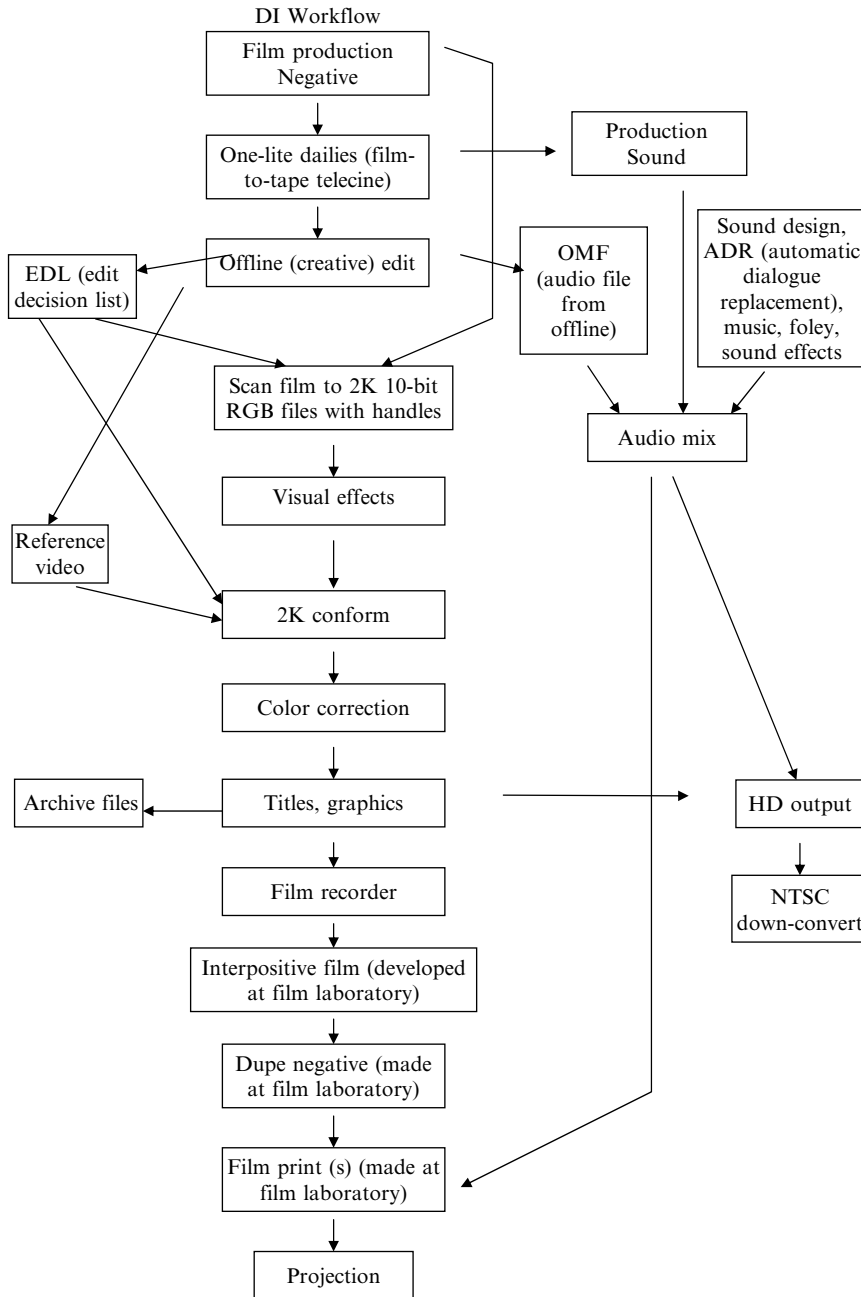 DI Workflow
Film production
Negative
One-lite dailies (film-
to-tape telecine)
Production
Sound
Offline (creative) edit
EDL (edit
decision list)
OMF
(audio file
from
offline)
Sound design,
ADR (automatic
dialogue
replacement),
music, foley,
sound effects
Scan film to 2K 10-bit
RGB files with handles
Audio mix
Visual effects
Reference
video
2K conform
Color correction
Archive files
Titles, graphics
HD output
Film recorder
NTSC
down-convert
Interpositive film (developed
at film laboratory)
Dupe negative (made
at film laboratory)
Film print (s) (made at
film laboratory)
Projection